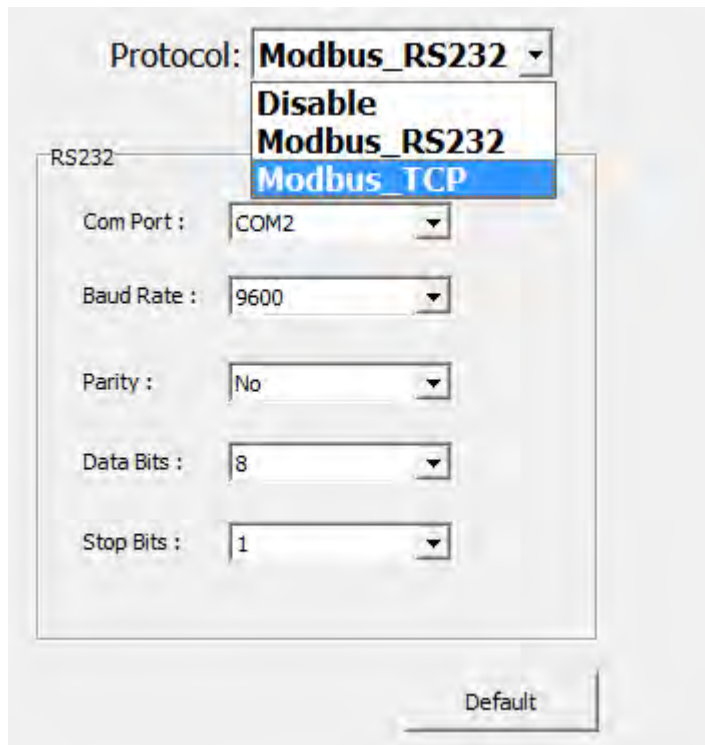 Protocol: Modbus_RS232
Disable
Modbus_RS232
Modbus_TCP
RS232
Com Port : COM2
Baud Rate : 9600
Parity : No
Data Bits : 8
Stop Bits : 1
Default